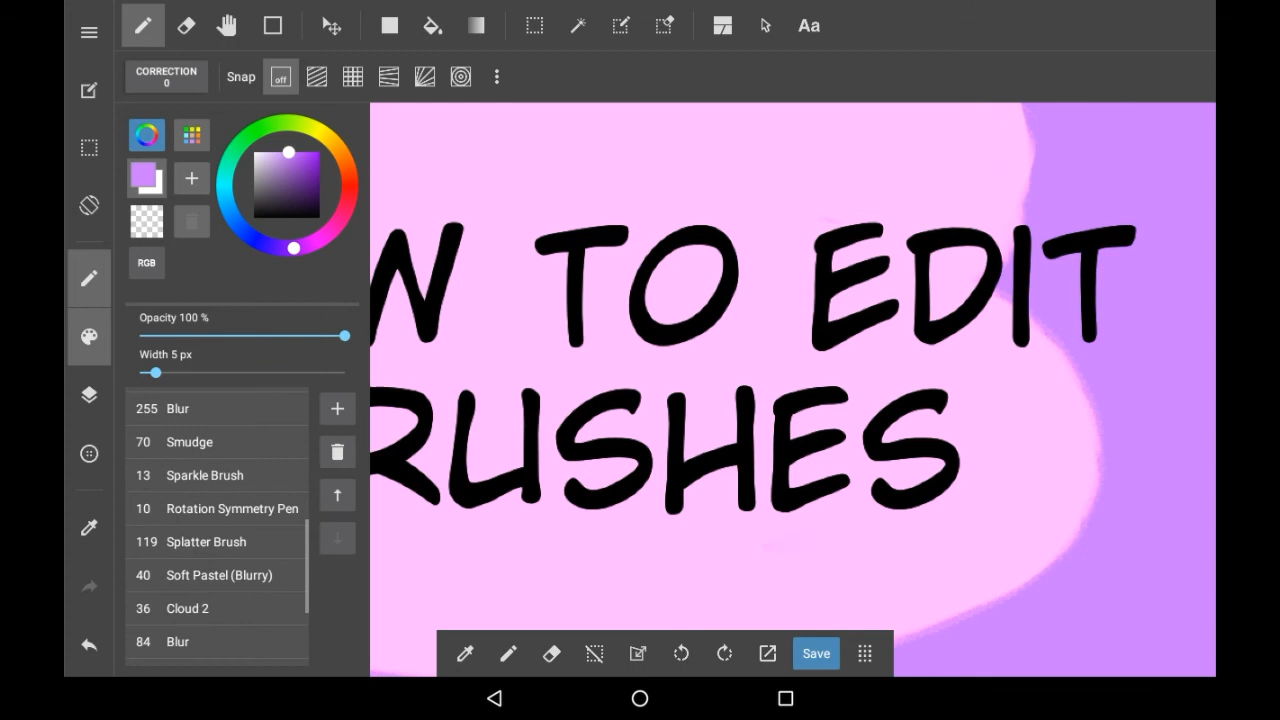 Aa
CORRECTION
0
Snap
off
RGB
Opacity 100 %
Width 5 px
255 Blur
70 Smudge
13 Sparkle Brush
10 Rotation Symmetry Pen
119 Splatter Brush
40 Soft Pastel (Blurry)
36 Cloud 2
84 Blur
W TO EDIT
RUSHES
Save